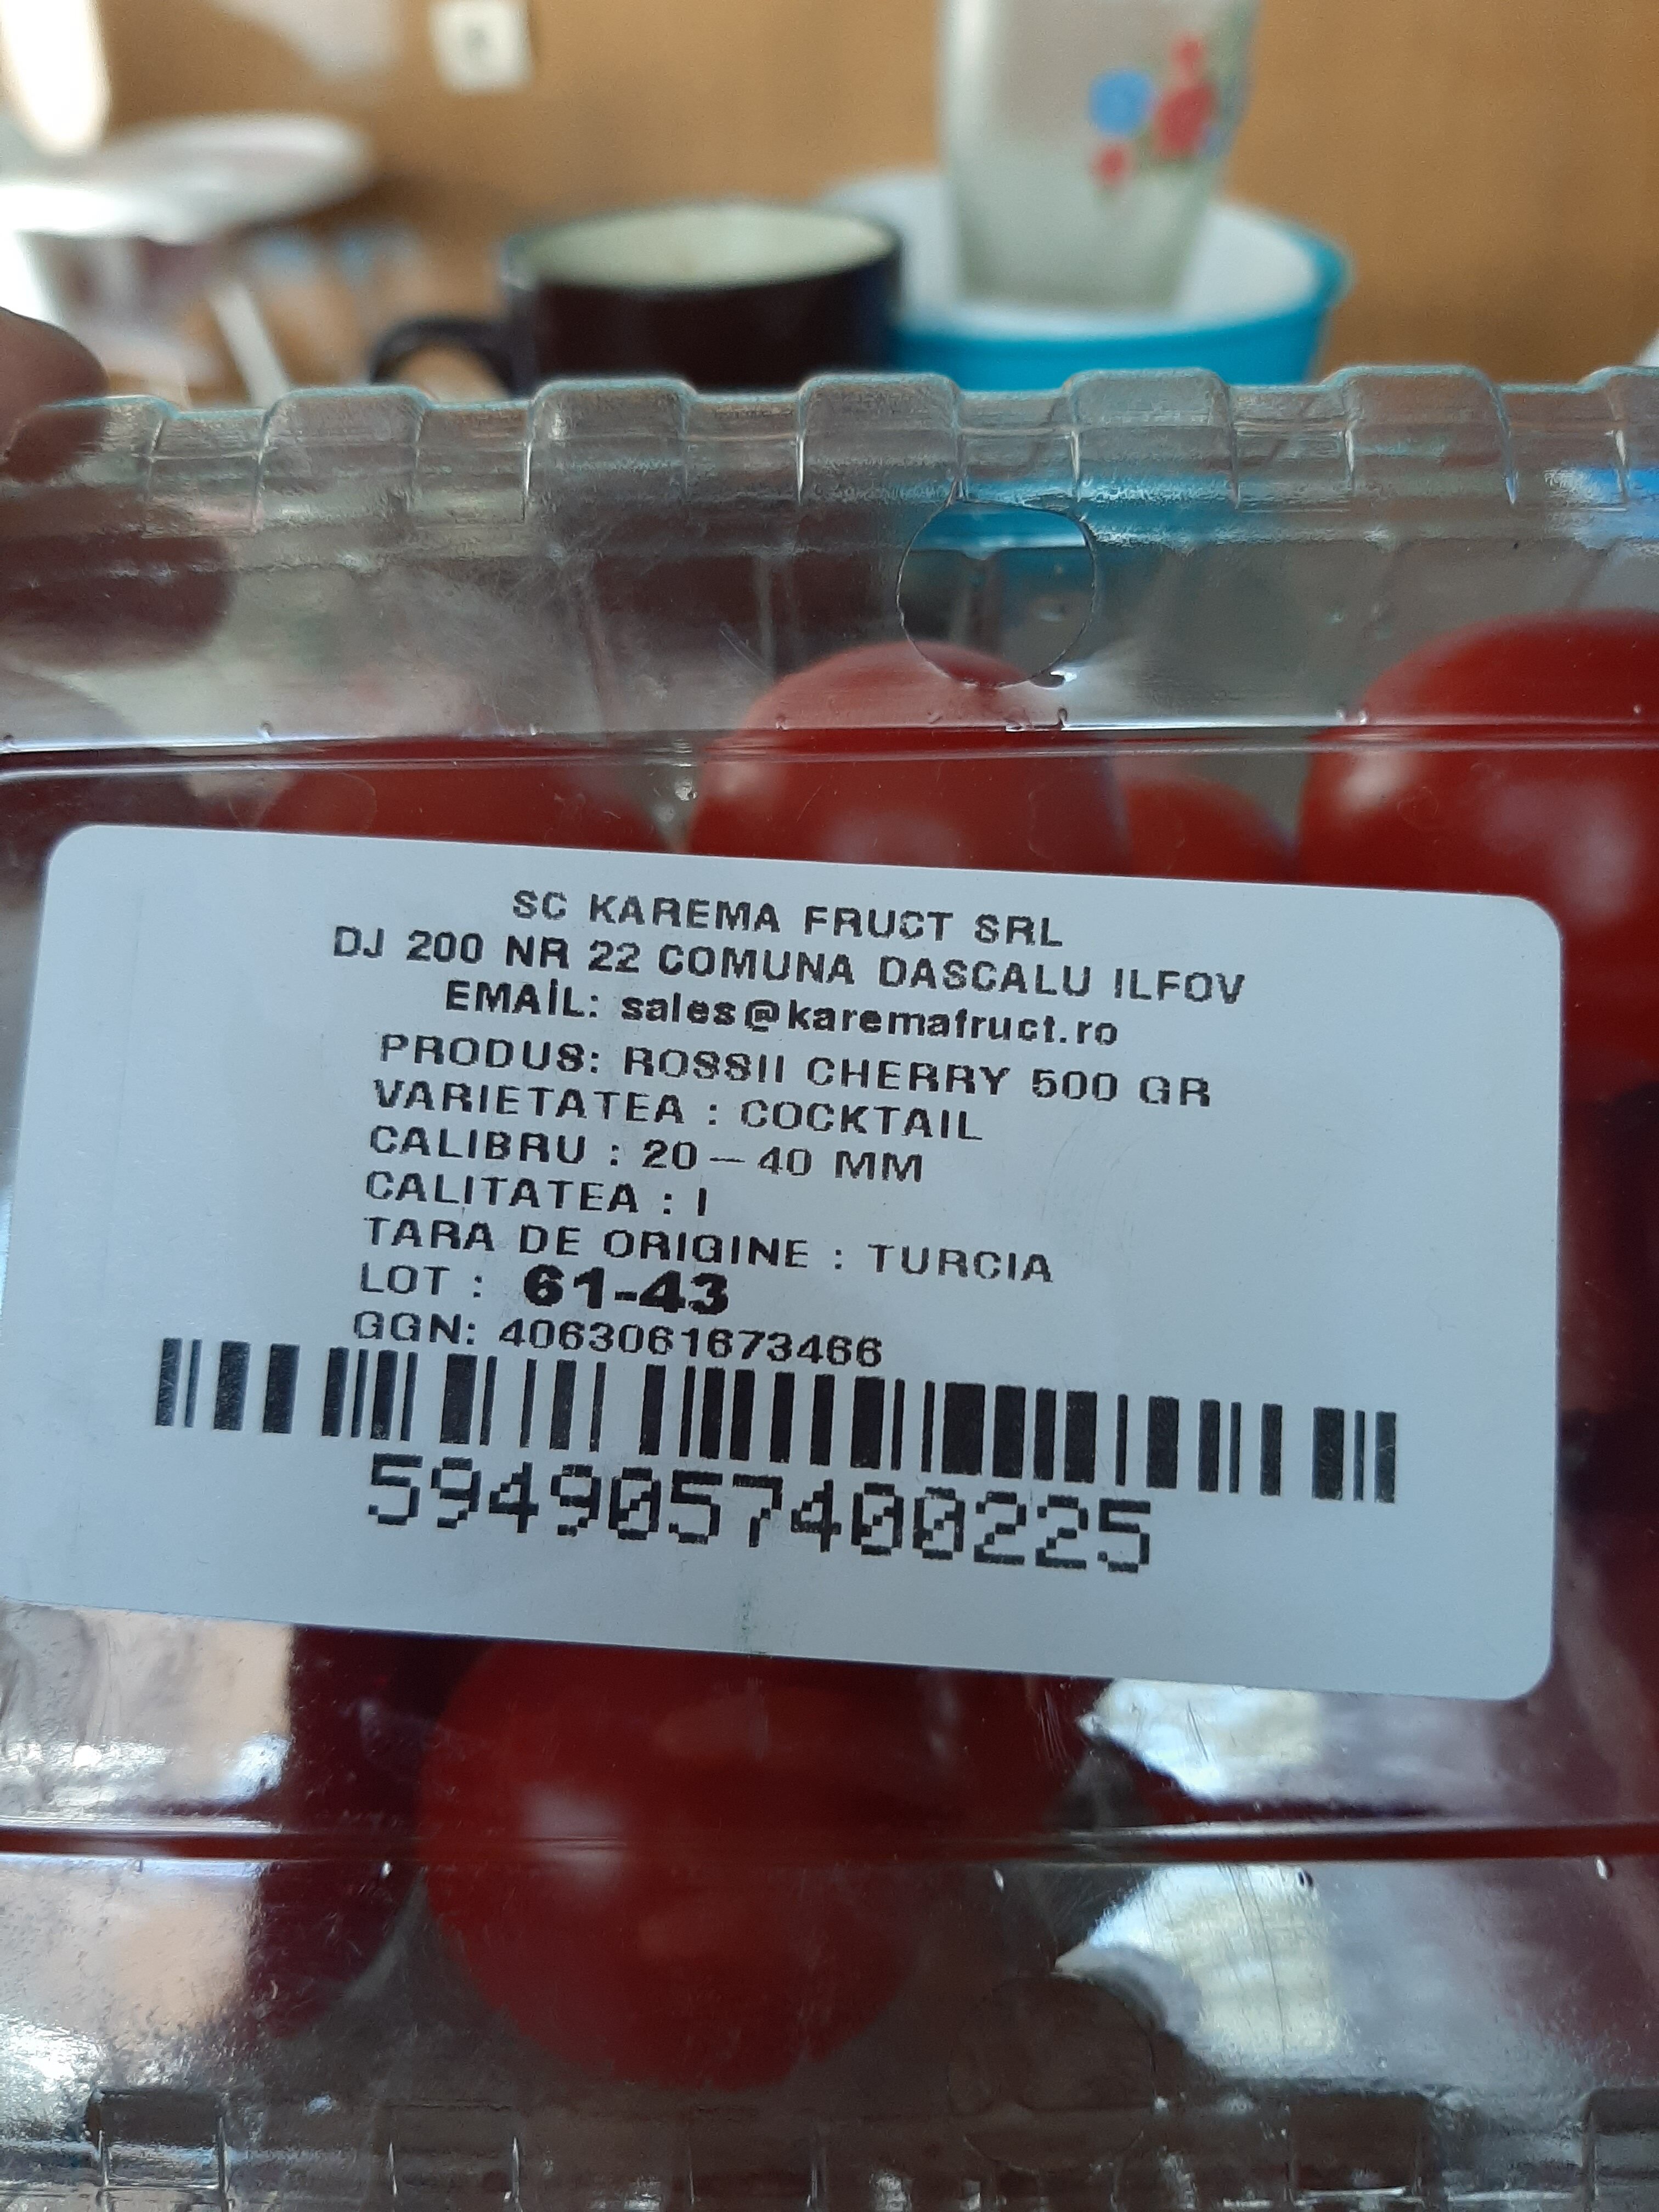 SC KAREMA FRUCT SRL
DJ 200 NR 22 COMUNA DASCALU ILFOV
EMAİL: sales@karemafruct.ro
PRODUS: ROSSII CHERRY 500 GR
VARIETATEA : COCKTAIL
CALIBRU : 20 – 40 MM
CALITATEA : I
TARA DE ORIGINE : TURCIA
LOT : 61-43
GGN: 4063061673466
5949057400225